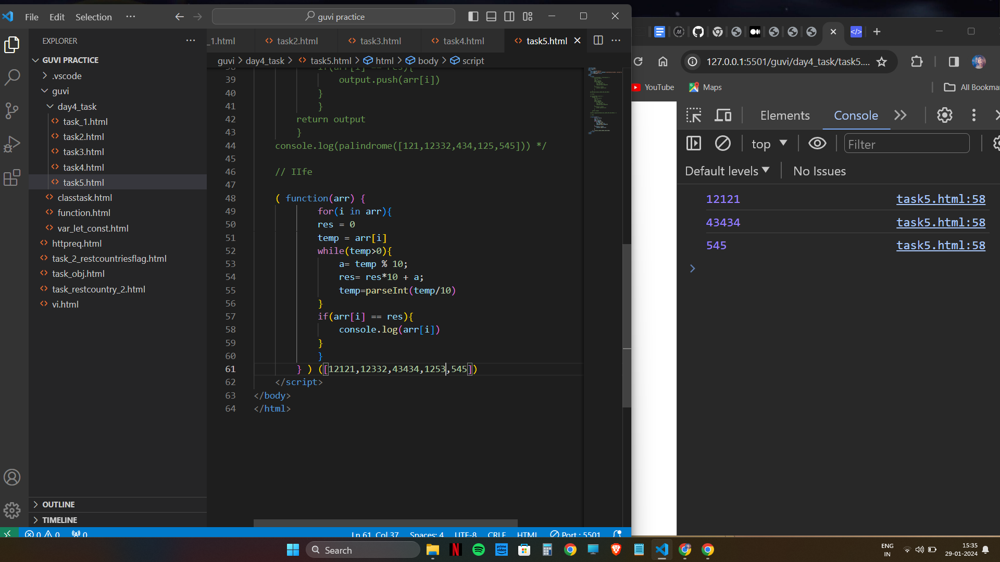 File Edit Selection ···
guvi practice
EXPLORER ···
GUVI PRACTICE
.vscode
guvi
day4_task
task_1.html
task2.html
task3.html
task4.html
task5.html
classtask.html
function.html
var_let_const.html
httpreq.html
task_2_restcountriesflag.html
task_obj.html
task_restcountry_2.html
vi.html
OUTLINE
TIMELINE
_1.html task2.html task3.html task4.html task5.html ···
guvi > day4_task > task5.html > html > body > script
38 if(arr[i] == res){
39 output.push(arr[i])
40 }
41 }
42 return output
43 }
44 console.log(palindrome([121,12332,434,125,545])) */
45
46 // IIfe
47
48 ( function(arr) {
49 for(i in arr){
50 res = 0
51 temp = arr[i]
52 while(temp>0){
53 a= temp % 10;
54 res= res*10 + a;
55 temp=parseInt(temp/10)
56 }
57 if(arr[i] == res){
58 console.log(arr[i])
59 }
60 }
61 } ) ([12121,12332,43434,1253,545])
62 </script>
63 </body>
64 </html>
0 0 0
Ln 61, Col 37 Spaces: 4 UTF-8 CRLF HTML Port : 5501
127.0.0.1:5501/guvi/day4_task/task5....
YouTube Maps All Bookma
Elements Console
top Filter
Default levels No Issues
12121 task5.html:58
43434 task5.html:58
545 task5.html:58
Search
prime video
ENG
IN
15:35
29-01-2024